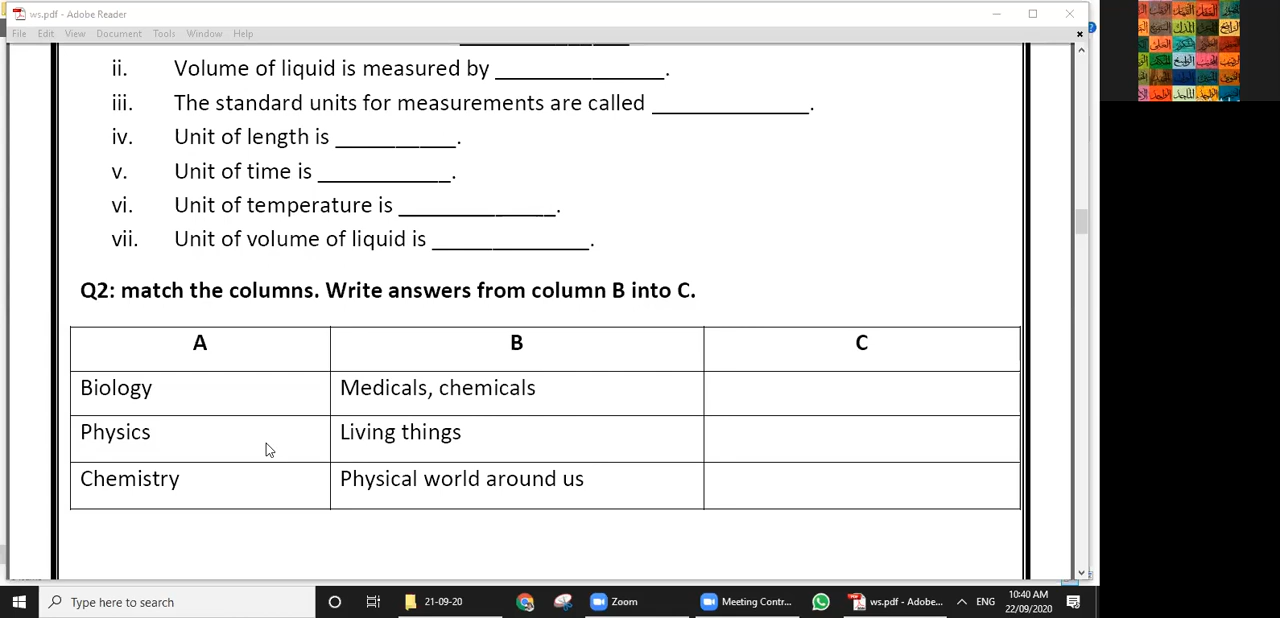 ws.pdf - Adobe Reader
File Edit View Document Tools Window Help
ii. Volume of liquid is measured by ______________.
iii. The standard units for measurements are called _____________.
iv. Unit of length is __________.
v. Unit of time is ___________.
vi. Unit of temperature is _____________.
vii. Unit of volume of liquid is _____________.
Q2: match the columns. Write answers from column B into C.
A B C
Biology Medicals, chemicals
Physics Living things
Chemistry Physical world around us
Type here to search 21-09-20 Zoom Meeting Contr... ws.pdf - Adobe... ENG 10:40 AM
22/09/2020